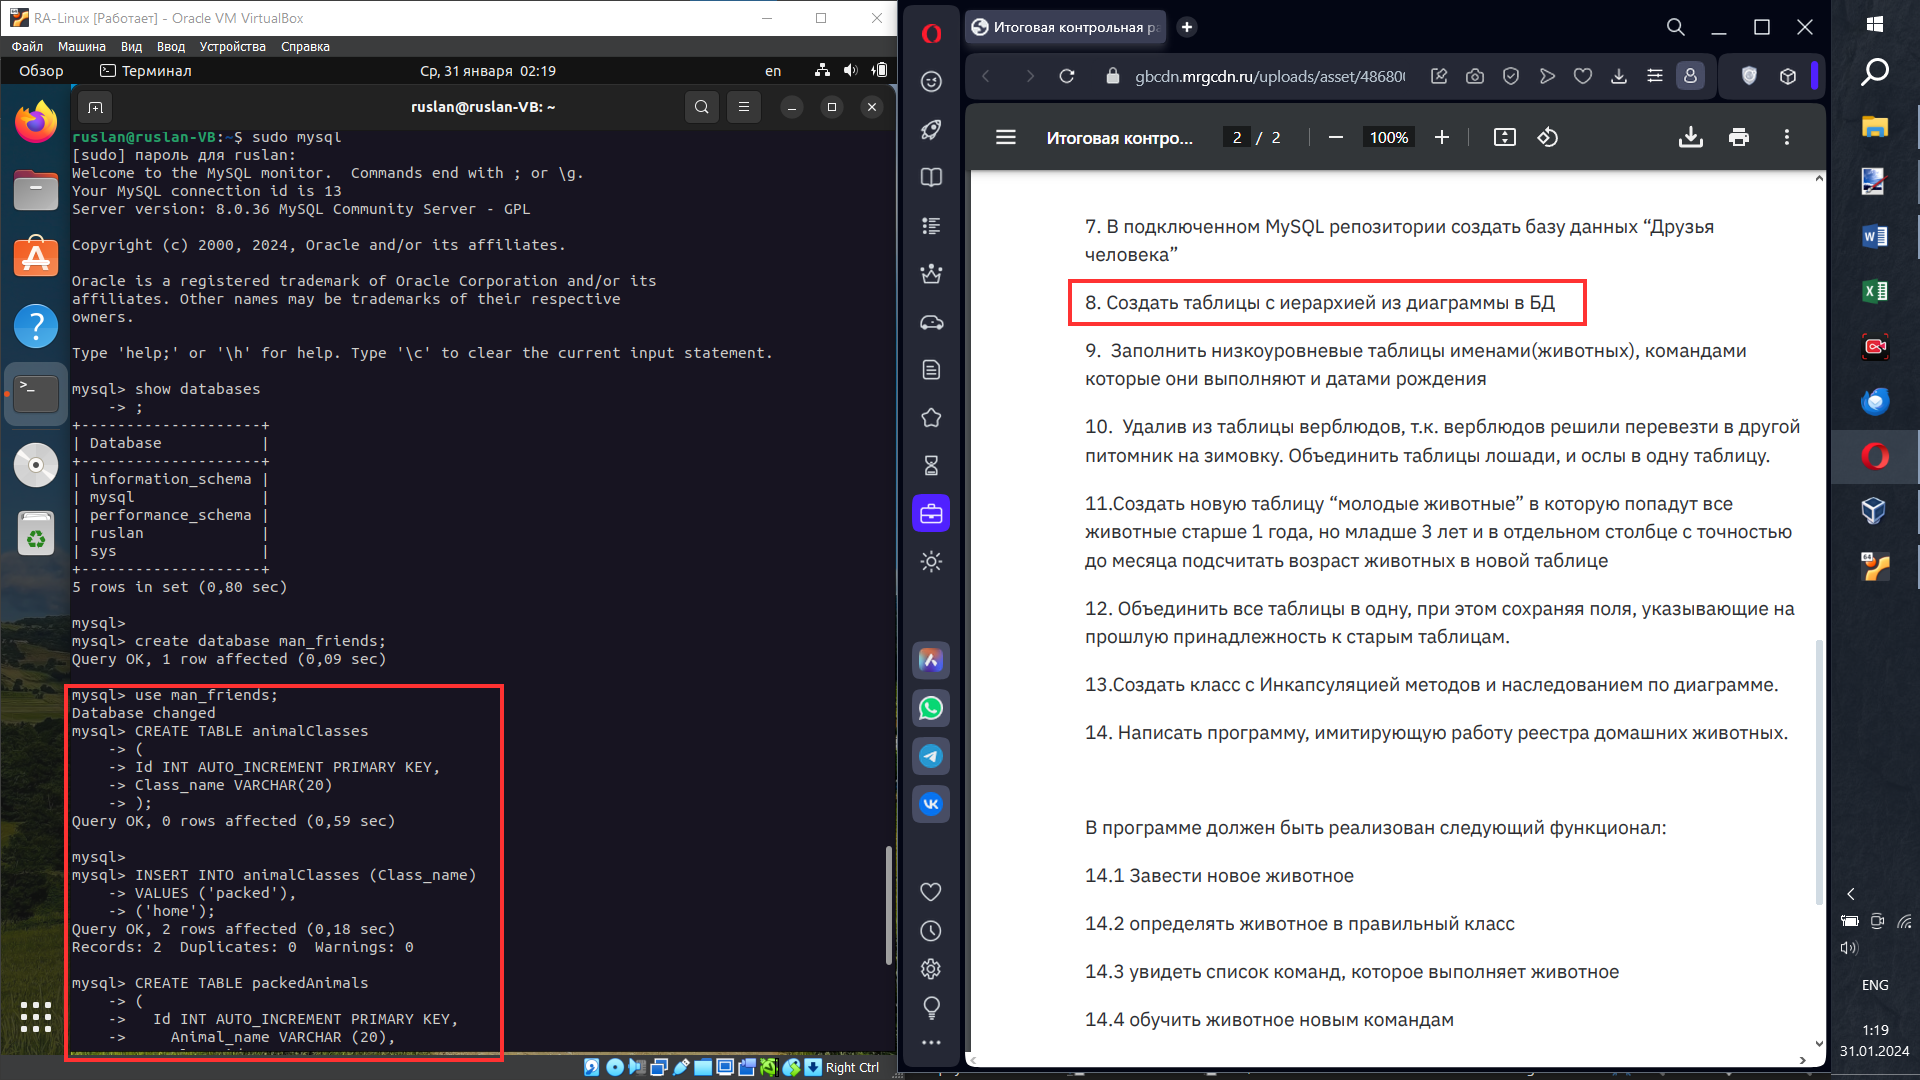 RA-Linux [Работает] - Oracle VM VirtualBox
Файл Машина Вид Ввод Устройства Справка
Обзор Терминал Ср, 31 января 02:19 en
ruslan@ruslan-VB: ~
ruslan@ruslan-VB:~$ sudo mysql
[sudo] пароль для ruslan:
Welcome to the MySQL monitor.  Commands end with ; or \g.
Your MySQL connection id is 13
Server version: 8.0.36 MySQL Community Server - GPL
Copyright (c) 2000, 2024, Oracle and/or its affiliates.
Oracle is a registered trademark of Oracle Corporation and/or its
affiliates. Other names may be trademarks of their respective
owners.
Type 'help;' or '\h' for help. Type '\c' to clear the current input statement.
mysql> show databases
    -> ;
+--------------------+
| Database           |
+--------------------+
| information_schema |
| mysql              |
| performance_schema |
| ruslan             |
| sys                |
+--------------------+
5 rows in set (0,80 sec)
mysql>
mysql> create database man_friends;
Query OK, 1 row affected (0,09 sec)
mysql> use man_friends;
Database changed
mysql> CREATE TABLE animalClasses
    -> (
    -> Id INT AUTO_INCREMENT PRIMARY KEY,
    -> Class_name VARCHAR(20)
    -> );
Query OK, 0 rows affected (0,59 sec)
mysql>
mysql> INSERT INTO animalClasses (Class_name)
    -> VALUES ('packed'),
    -> ('home');
Query OK, 2 rows affected (0,18 sec)
Records: 2  Duplicates: 0  Warnings: 0
mysql> CREATE TABLE packedAnimals
    -> (
    ->   Id INT AUTO_INCREMENT PRIMARY KEY,
    ->     Animal_name VARCHAR (20),
Right Ctrl
Итоговая контрольная ра
gbcdn.mrgcdn.ru/uploads/asset/48680
Итоговая контро... 2 / 2 100%
7. В подключенном MySQL репозитории создать базу данных “Друзья
человека”
8. Создать таблицы с иерархией из диаграммы в БД
9.  Заполнить низкоуровневые таблицы именами(животных), командами
которые они выполняют и датами рождения
10.  Удалив из таблицы верблюдов, т.к. верблюдов решили перевезти в другой
питомник на зимовку. Объединить таблицы лошади, и ослы в одну таблицу.
11.Создать новую таблицу “молодые животные” в которую попадут все
животные старше 1 года, но младше 3 лет и в отдельном столбце с точностью
до месяца подсчитать возраст животных в новой таблице
12. Объединить все таблицы в одну, при этом сохраняя поля, указывающие на
прошлую принадлежность к старым таблицам.
13.Создать класс с Инкапсуляцией методов и наследованием по диаграмме.
14. Написать программу, имитирующую работу реестра домашних животных.
В программе должен быть реализован следующий функционал:
14.1 Завести новое животное
14.2 определять животное в правильный класс
14.3 увидеть список команд, которое выполняет животное
14.4 обучить животное новым командам
ENG
1:19
31.01.2024